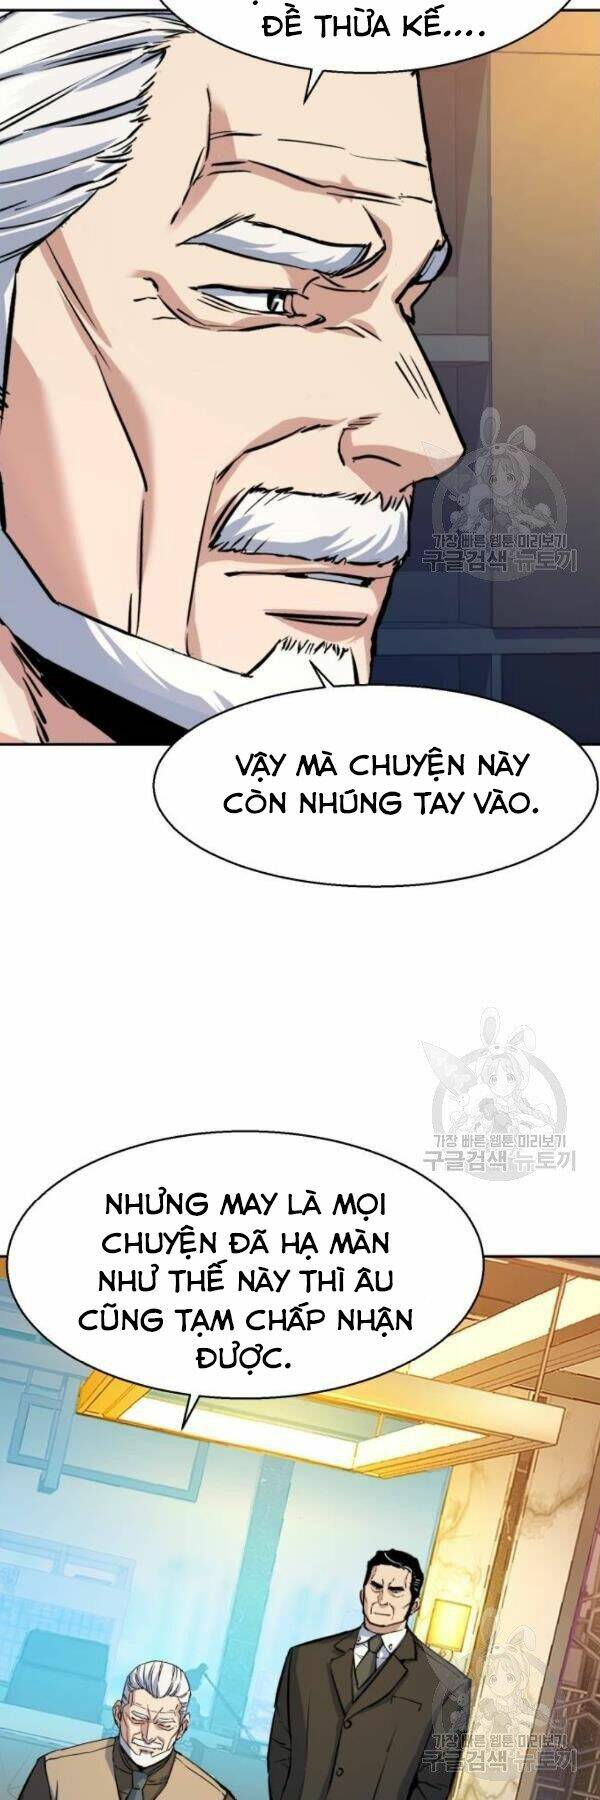 ĐỀ THỪA KẾ....
가장 빠른 웹툰 미리보기
구글검색 뉴토끼
VẬY MÀ CHUYỆN NÀY
CÒN NHÚNG TAY VÀO.
가장 빠른 웹툰 미리보기
구글검색 뉴토끼
NHƯNG MAY LÀ MỌI
CHUYỆN ĐÃ HẠ MÀN
NHƯ THẾ NÀY THÌ ÂU
CŨNG TẠM CHẤP NHẬN
ĐƯỢC.
가장 빠른 웹툰 미리보기
구글검색 뉴토끼